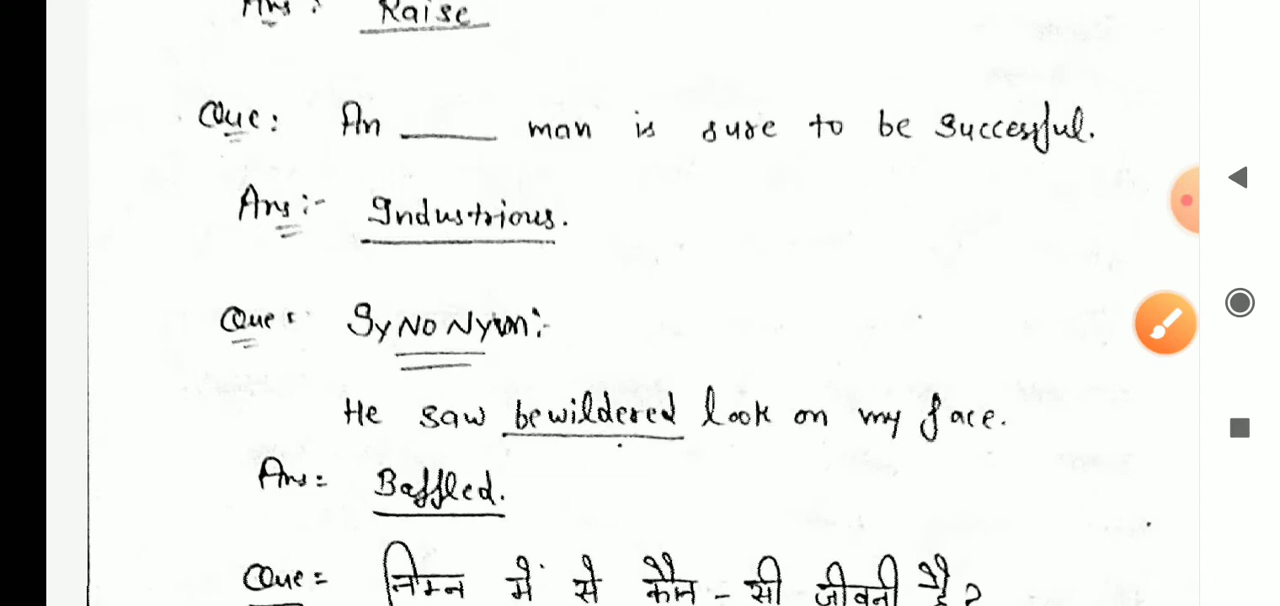 Ans : Raise
Que: An ____ man is sure to be successful.
Ans :- Industrious.
Que: Synonym:-
He saw bewildered look on my face.
Ans = Baffled.
Que = निम्न में से कौन - सी जीवनी है?